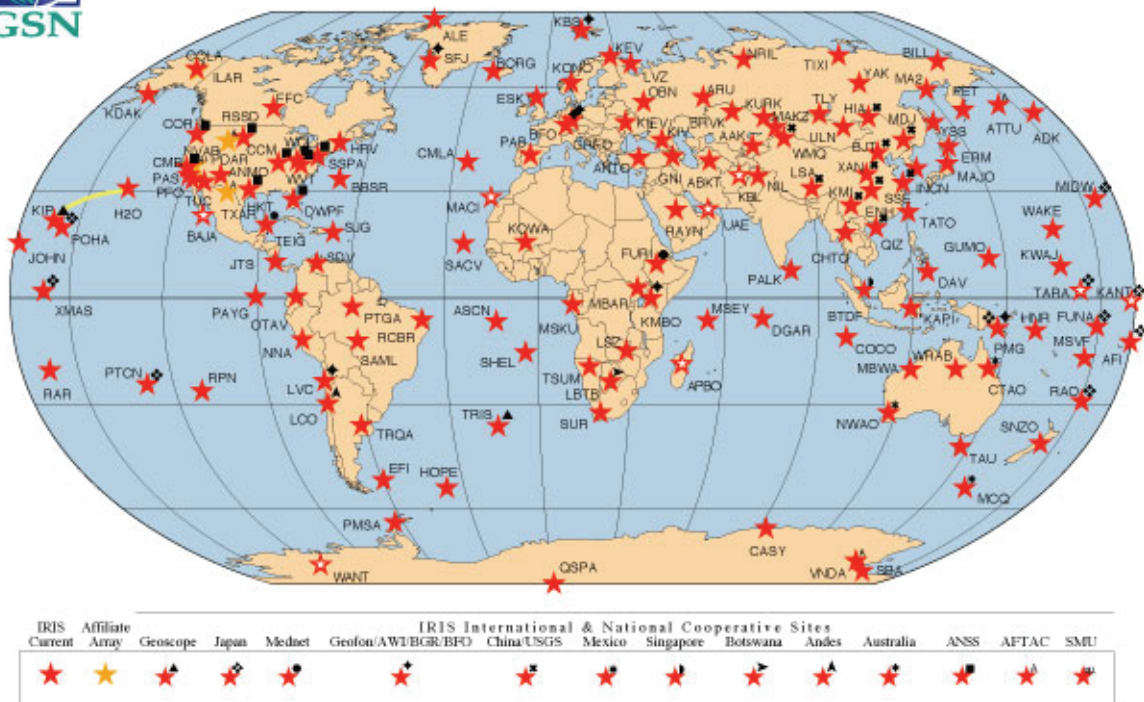 GSN
KBS
ALE
SFJ
KEV
COLA
BORG
KONO
LVZ
NRIL
TIXI
BILL
ILAR
YAK
MA2
FFC
ESK
OBN
ARU
PET
KDAK
RSSD
KURK
TLY
HIA
ATTU
COR
BFO
KIEV
BRVK
MAKZ
MDJ
YSS
ADK
CCM
HRV
PAB
GRFO
KIV
AAK
ULN
BJT
PDAR
SSPA
CMLA
ANTO
WMQ
XAN
ERM
CMB
ANMO
WVT
GNI
ABKT
LSA
MAJO
PAS
BBSR
NIL
KMI
SSE
INCN
MIDW
PFO
KBL
KIP
H2O
TUC
TXAR
HKT
DWPF
MACI
UAE
ENH
TATO
WAKE
POHA
BAJA
TEIG
SJG
KOWA
RAYN
QIZ
GUMO
KWAJ
JOHN
JTS
SDV
SACV
FURI
CHTO
PALK
DAV
TARA
KANT
XMAS
PAYG
PTGA
ASCN
MBAR
MSEY
BTDF
KAPI
HNR
FUNA
OTAV
RCBR
MSKU
KMBO
DGAR
COCO
PMG
MSVF
AFI
NNA
SAML
SHEL
LSZ
WRAB
MBWA
RAR
PTCN
RPN
LVC
TSUM
LBTB
APBO
CTAO
RAO
LCO
TRIS
SUR
NWAO
SNZO
TRQA
TAU
EFI
HOPE
MCQ
PMSA
CASY
WANT
QSPA
VNDA
SBA
IRIS International & National Cooperative Sites
IRIS Current
Affiliate Array
Geoscope
Japan
Mednet
Geofon/AWI/BGR/BFO
China/USGS
Mexico
Singapore
Botswana
Andes
Australia
ANSS
AFTAC
SMU